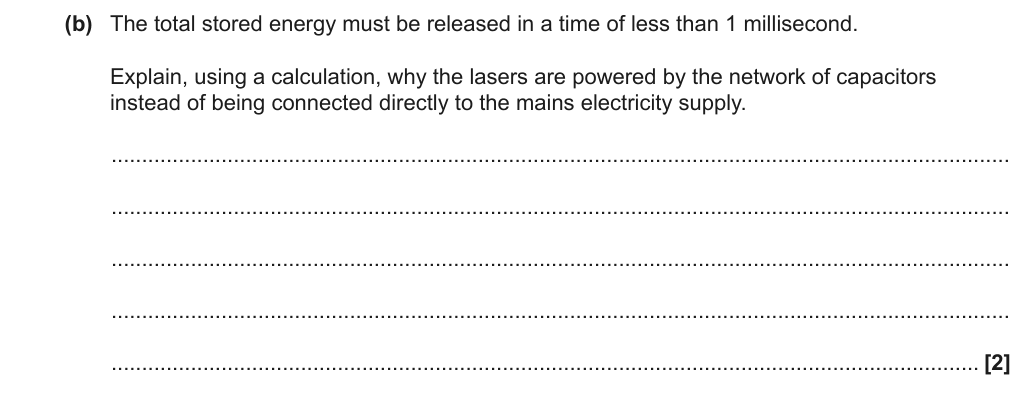 (b) The total stored energy must be released in a time of less than 1 millisecond.
Explain, using a calculation, why the lasers are powered by the network of capacitors
instead of being connected directly to the mains electricity supply.
[2]